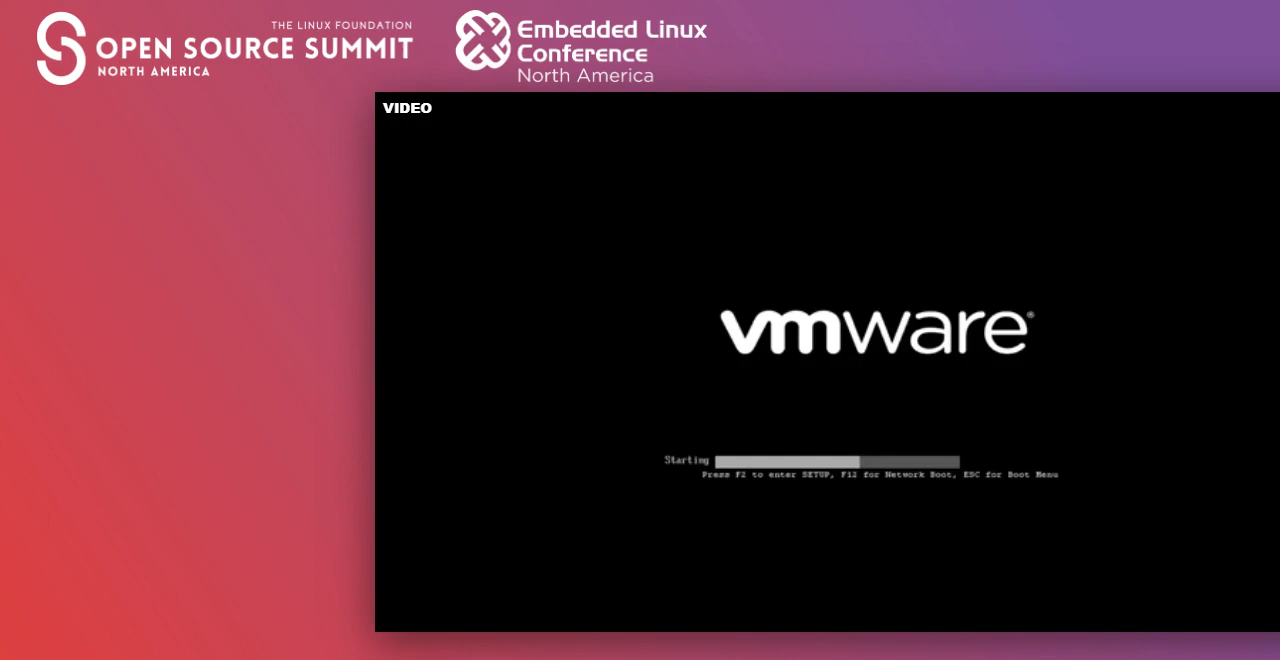 THE LINUX FOUNDATION
OPEN SOURCE SUMMIT
NORTH AMERICA
Embedded Linux
Conference
North America
VIDEO
vmware®
Starting
Press F2 to enter SETUP, F12 for Network Boot, ESC for Boot Menu